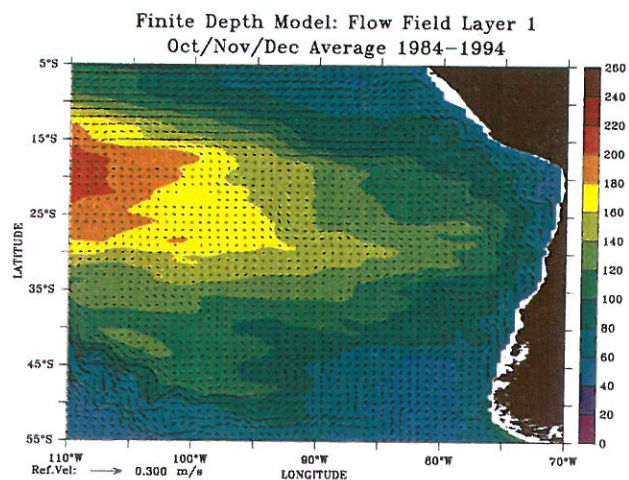 Finite Depth Model: Flow Field Layer 1
Oct/Nov/Dec Average 1984-1994
5°S
15°S
25°S
35°S
45°S
55°S
LATITUDE
110°W
100°W
90°W
80°W
70°W
LONGITUDE
Ref.Vel:
0.300 m/s
260
240
220
200
180
160
140
120
100
80
60
40
20
0